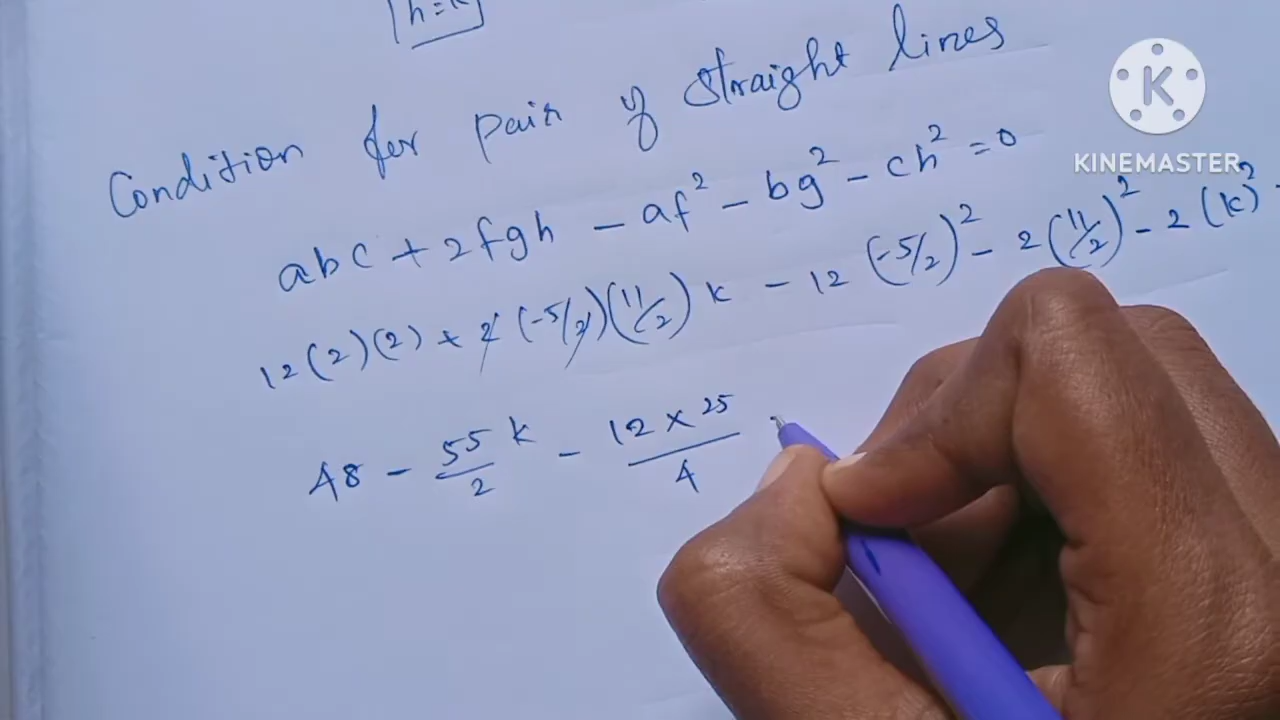 h = k
Condition for pair of straight lines
abc + 2fgh - af² - bg² - ch² = 0
12(2)(2) + 2(-5/2)(11/2)k - 12(-5/2)² - 2(11/2)² - 2(k)²
48 - 55/2 k - 12 × 25/4
K
KINEMASTER